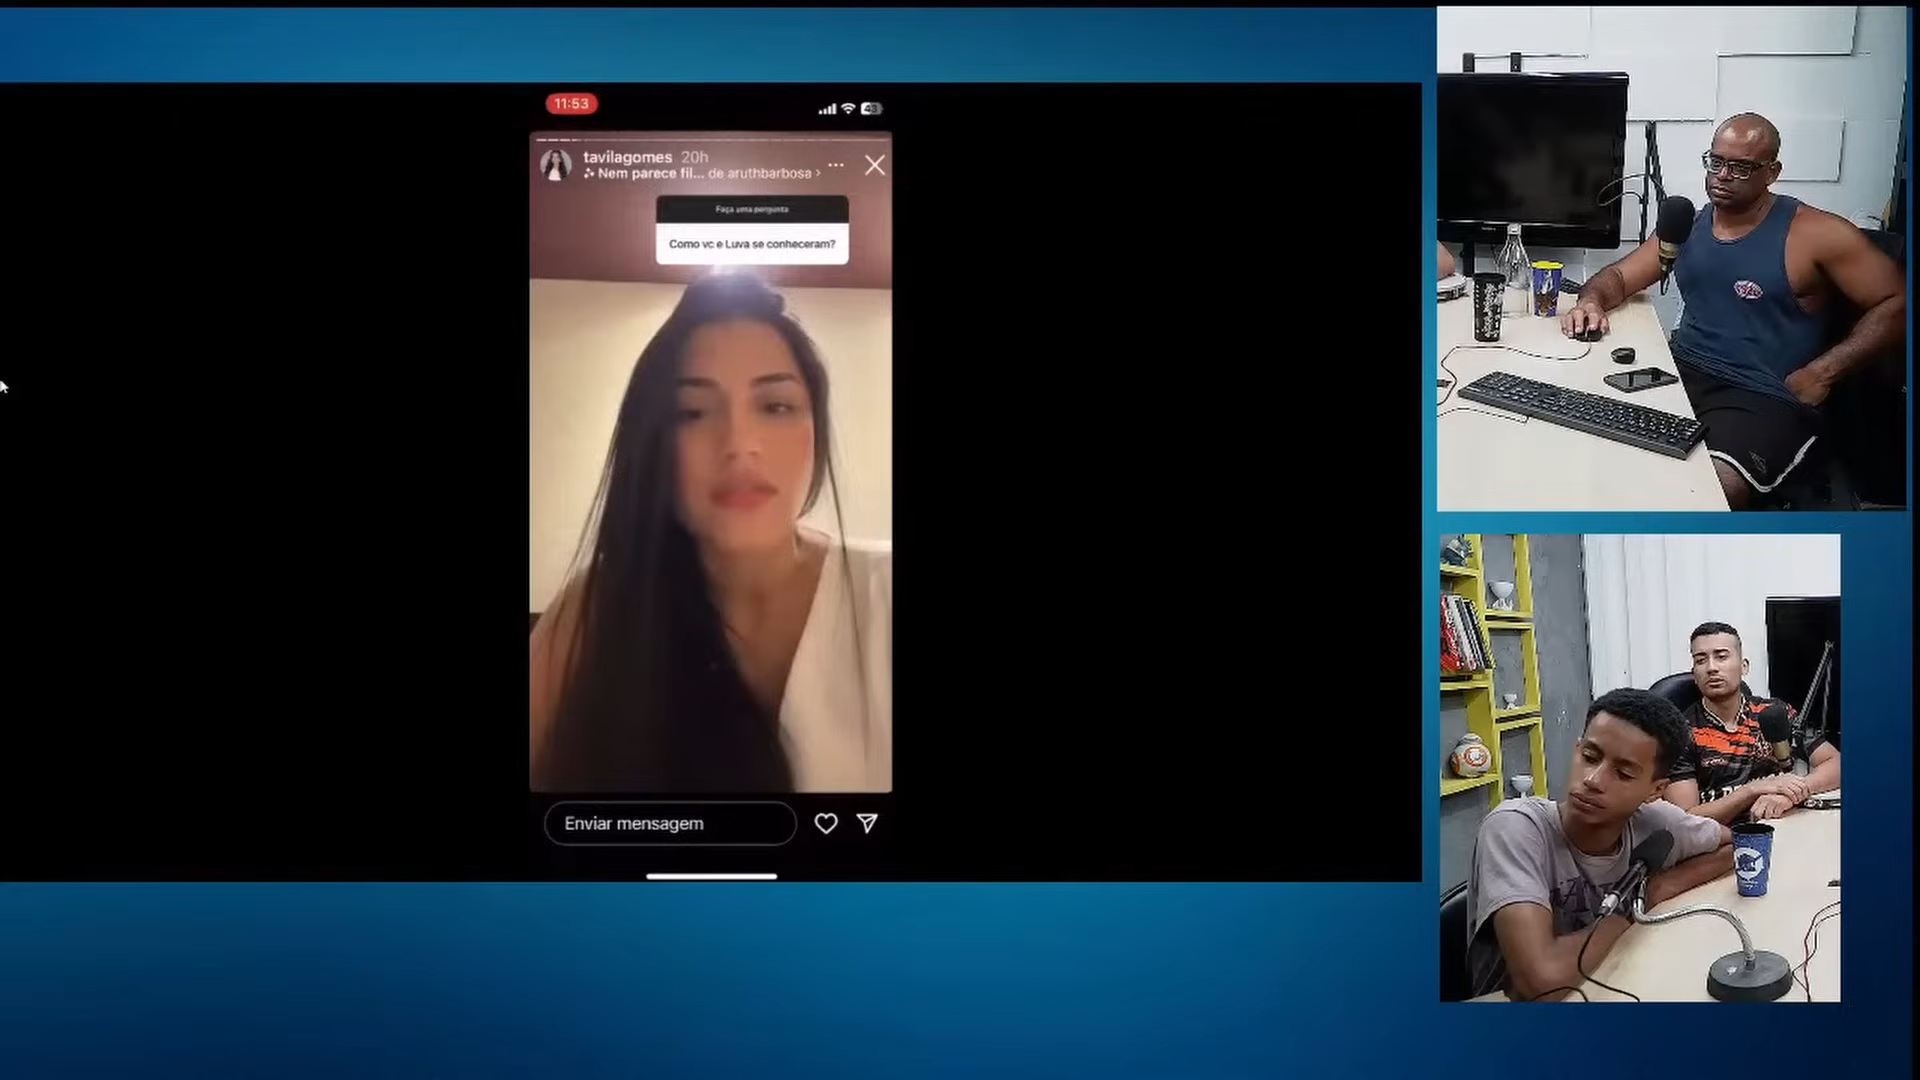 11:53
43
tavilagomes 20h
Nem parece fil... de aruthbarbosa >
Faça uma pergunta
Como vc e Luva se conheceram?
Enviar mensagem